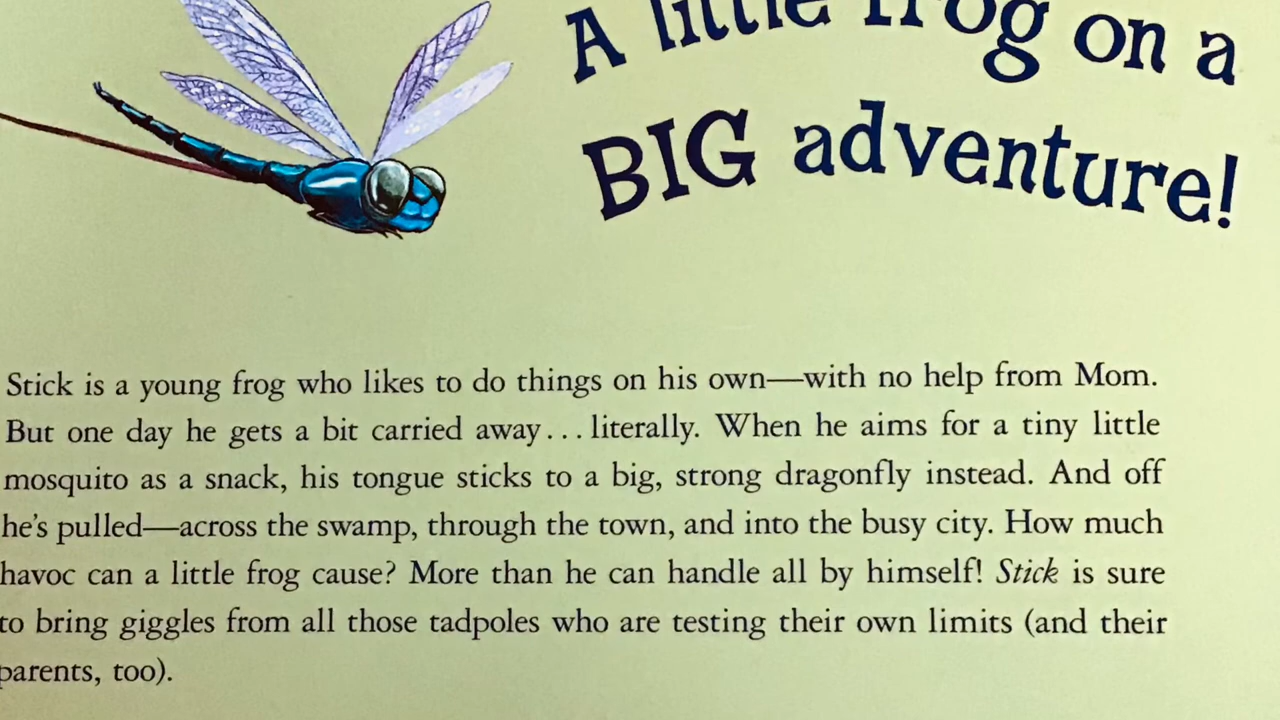 A little frog on a
BIG adventure!
Stick is a young frog who likes to do things on his own—with no help from Mom.
But one day he gets a bit carried away... literally. When he aims for a tiny little
mosquito as a snack, his tongue sticks to a big, strong dragonfly instead. And off
he's pulled—across the swamp, through the town, and into the busy city. How much
havoc can a little frog cause? More than he can handle all by himself! Stick is sure
to bring giggles from all those tadpoles who are testing their own limits (and their
parents, too).